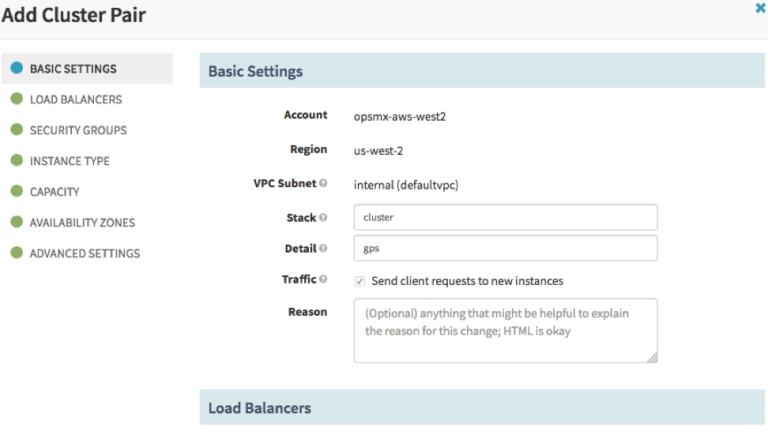 Add Cluster Pair
BASIC SETTINGS
LOAD BALANCERS
SECURITY GROUPS
INSTANCE TYPE
CAPACITY
AVAILABILITY ZONES
ADVANCED SETTINGS
Basic Settings
Account opsmx-aws-west2
Region us-west-2
VPC Subnet internal (defaultvpc)
Stack cluster
Detail gps
Traffic Send client requests to new instances
Reason (Optional) anything that might be helpful to explain
the reason for this change; HTML is okay
Load Balancers